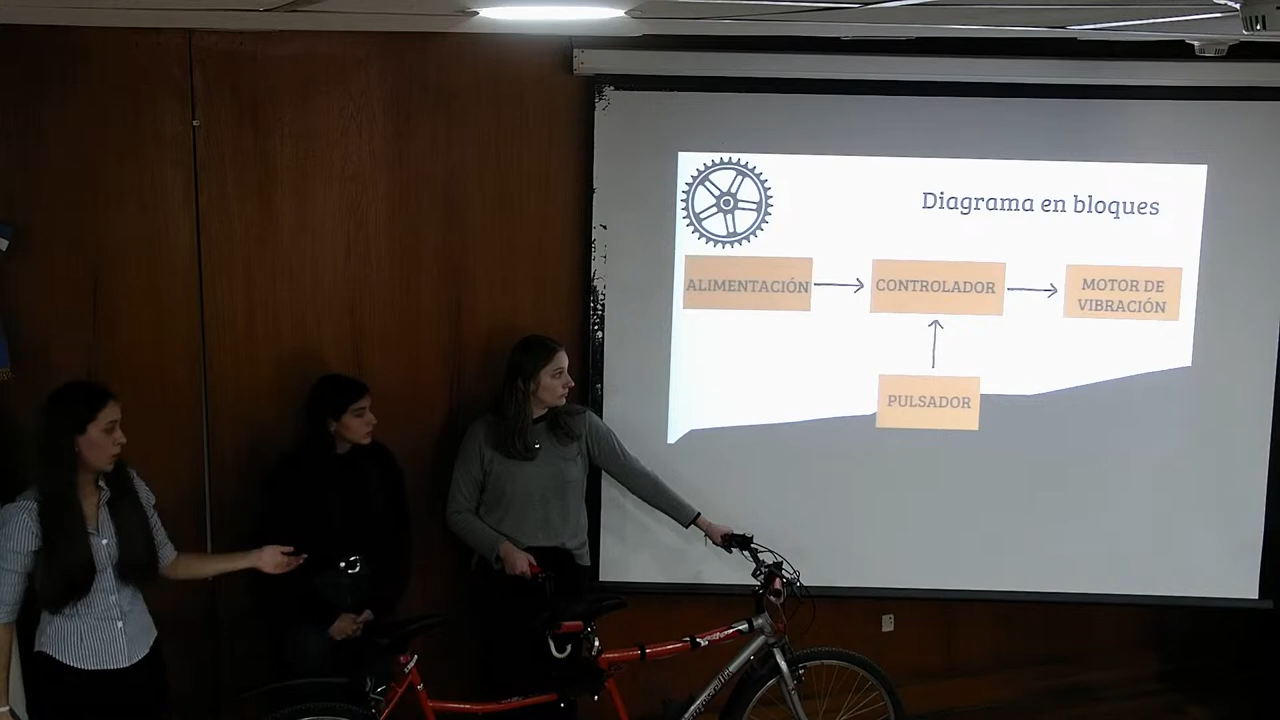 Diagrama en bloques
ALIMENTACIÓN
CONTROLADOR
MOTOR DE
VIBRACIÓN
PULSADOR